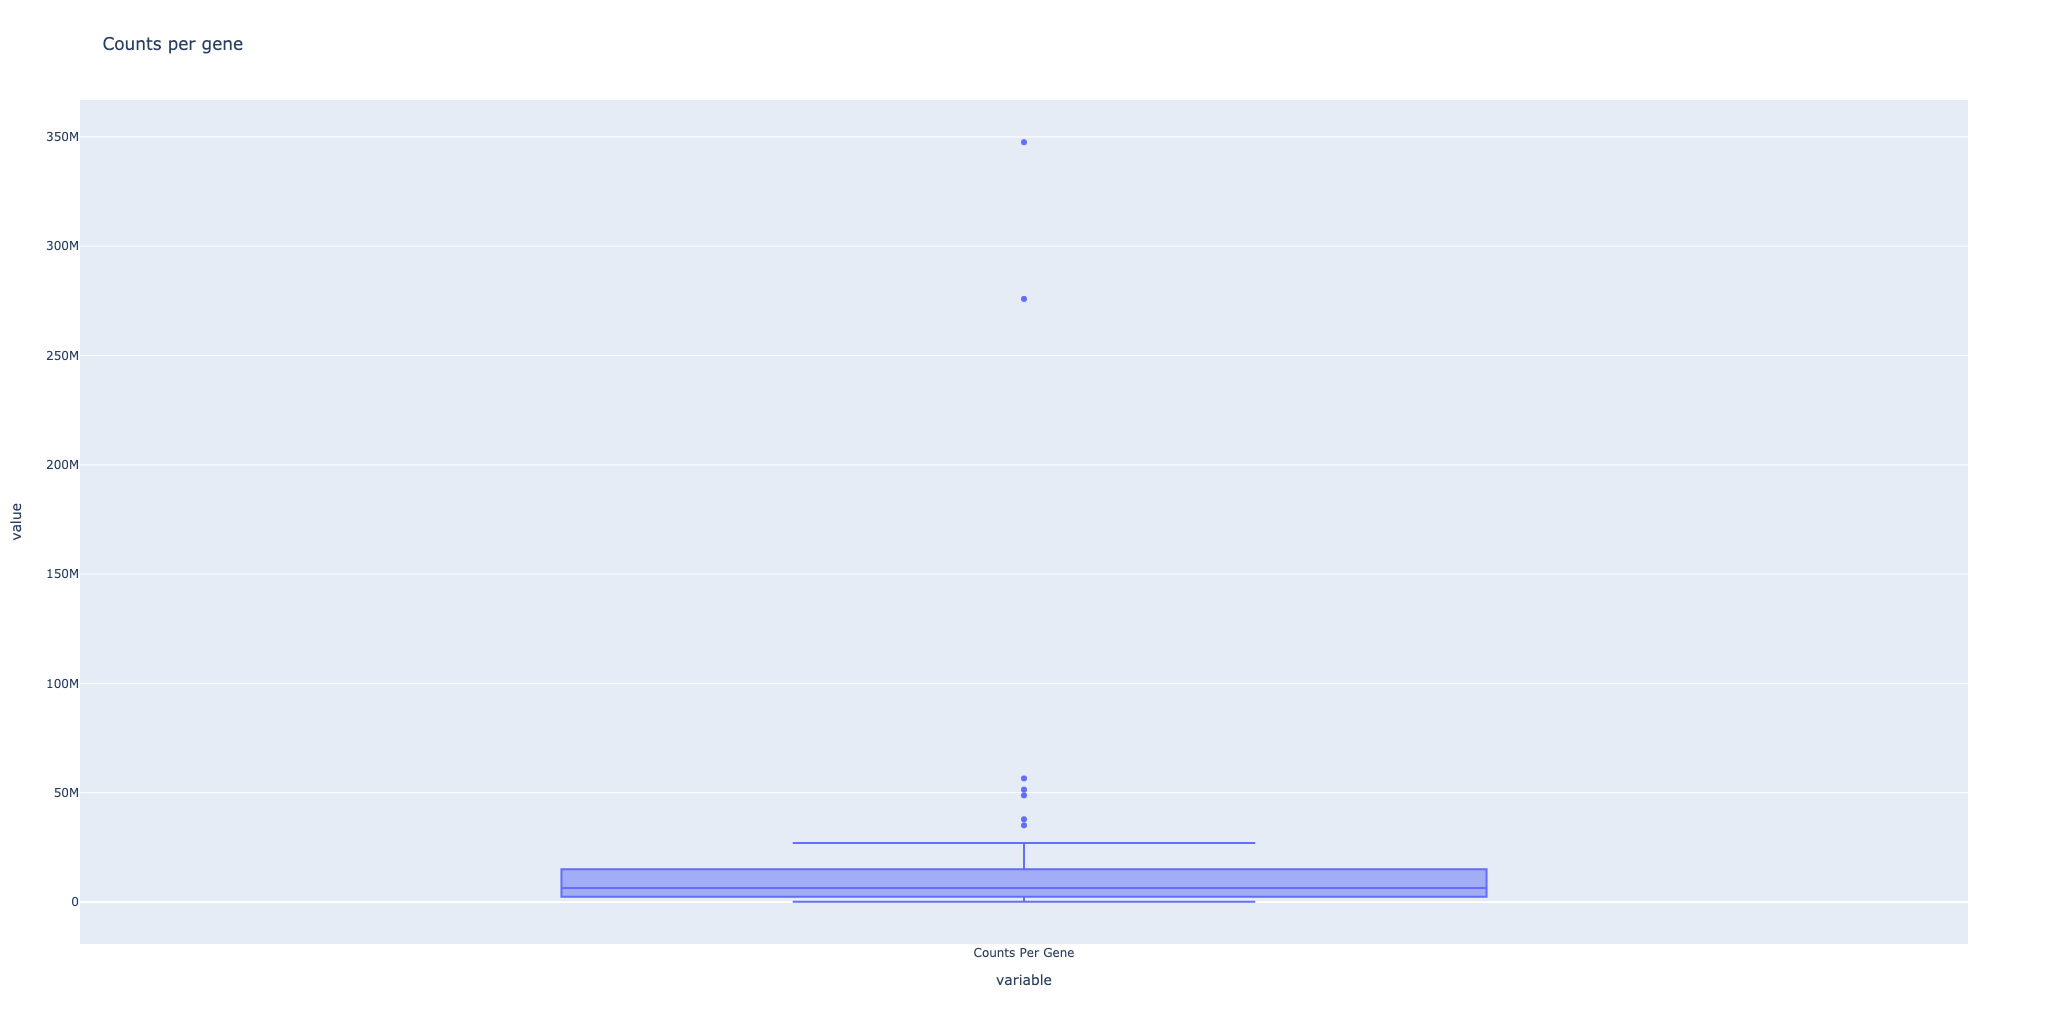 Counts per gene
350M
300M
250M
200M
150M
100M
50M
0
value
Counts Per Gene
variable